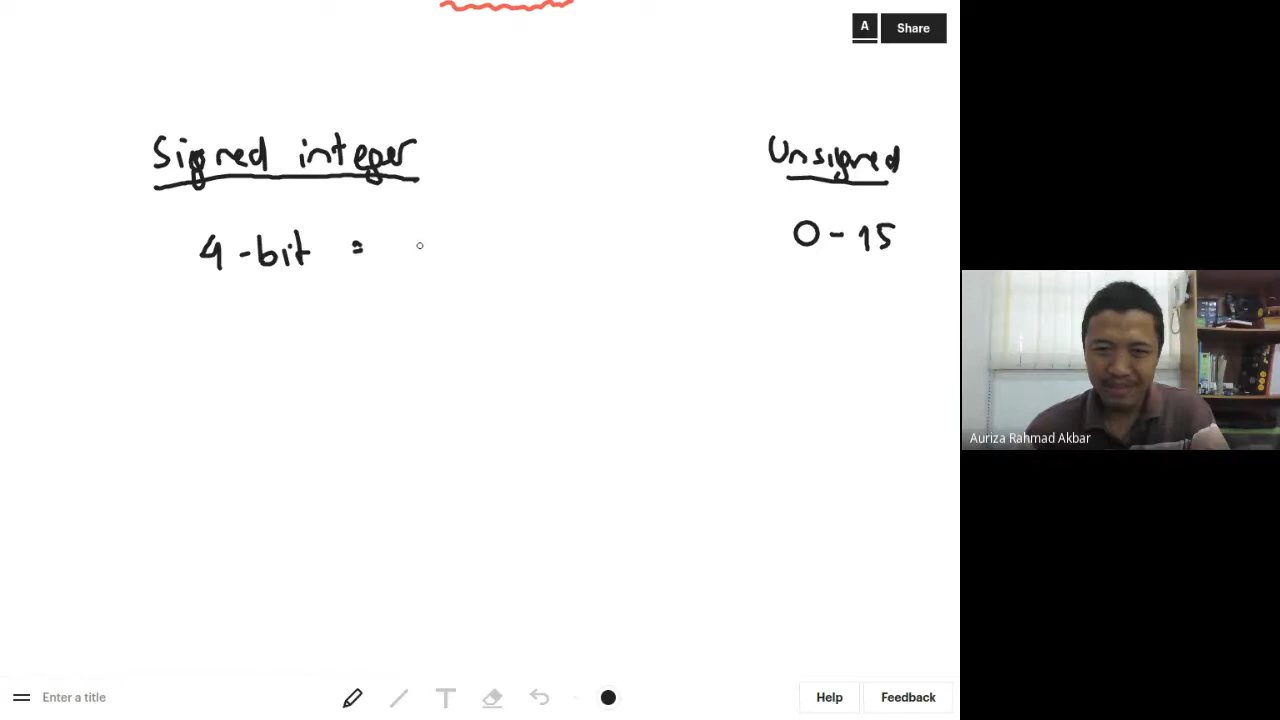 A Share
Signed integer
Unsigned
4-bit =
0-15
Auriza Rahmad Akbar
Enter a title
T
Help
Feedback